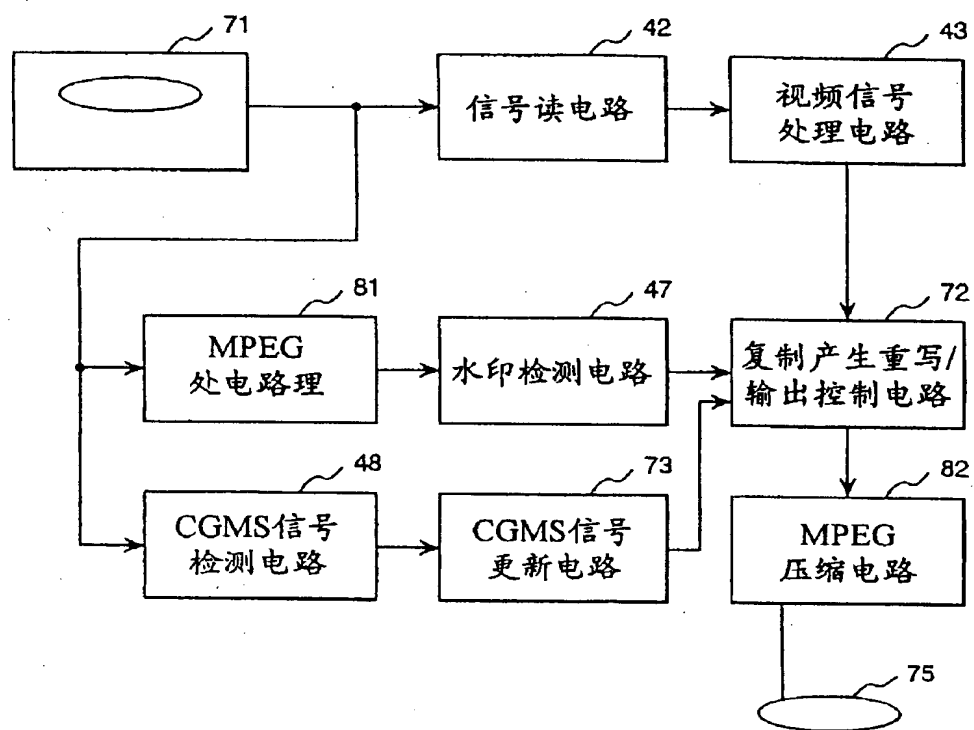 71
42
信号读电路
43
视频信号
处理电路
81
MPEG
处电路理
47
水印检测电路
72
复制产生重写/
输出控制电路
48
CGMS信号
检测电路
73
CGMS信号
更新电路
82
MPEG
压缩电路
75